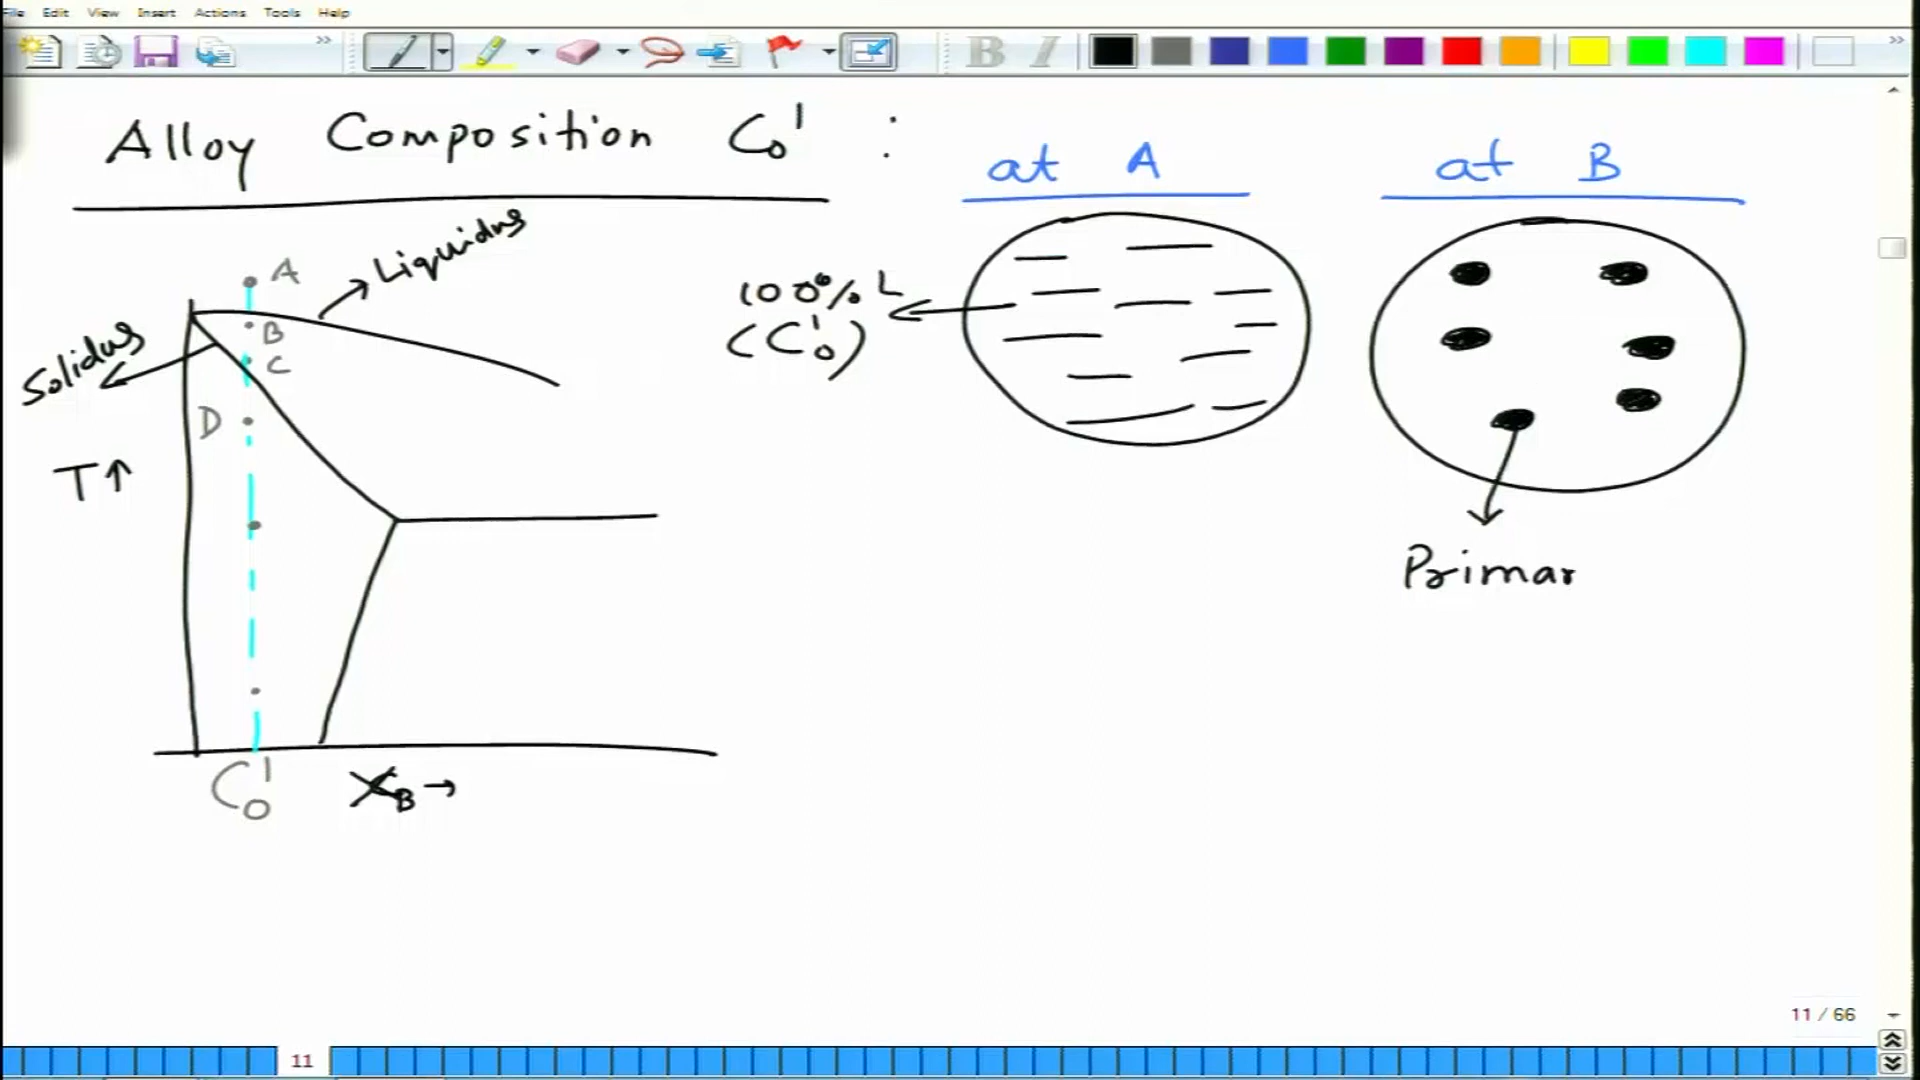 File Edit View Insert Actions Tools Help
B I
Alloy Composition C₀' :
at A
at B
Liquidus
Solidus
A
B
C
D
T↑
100% L
(C₀')
Primar
C₀'
X_B →
11 / 66
11